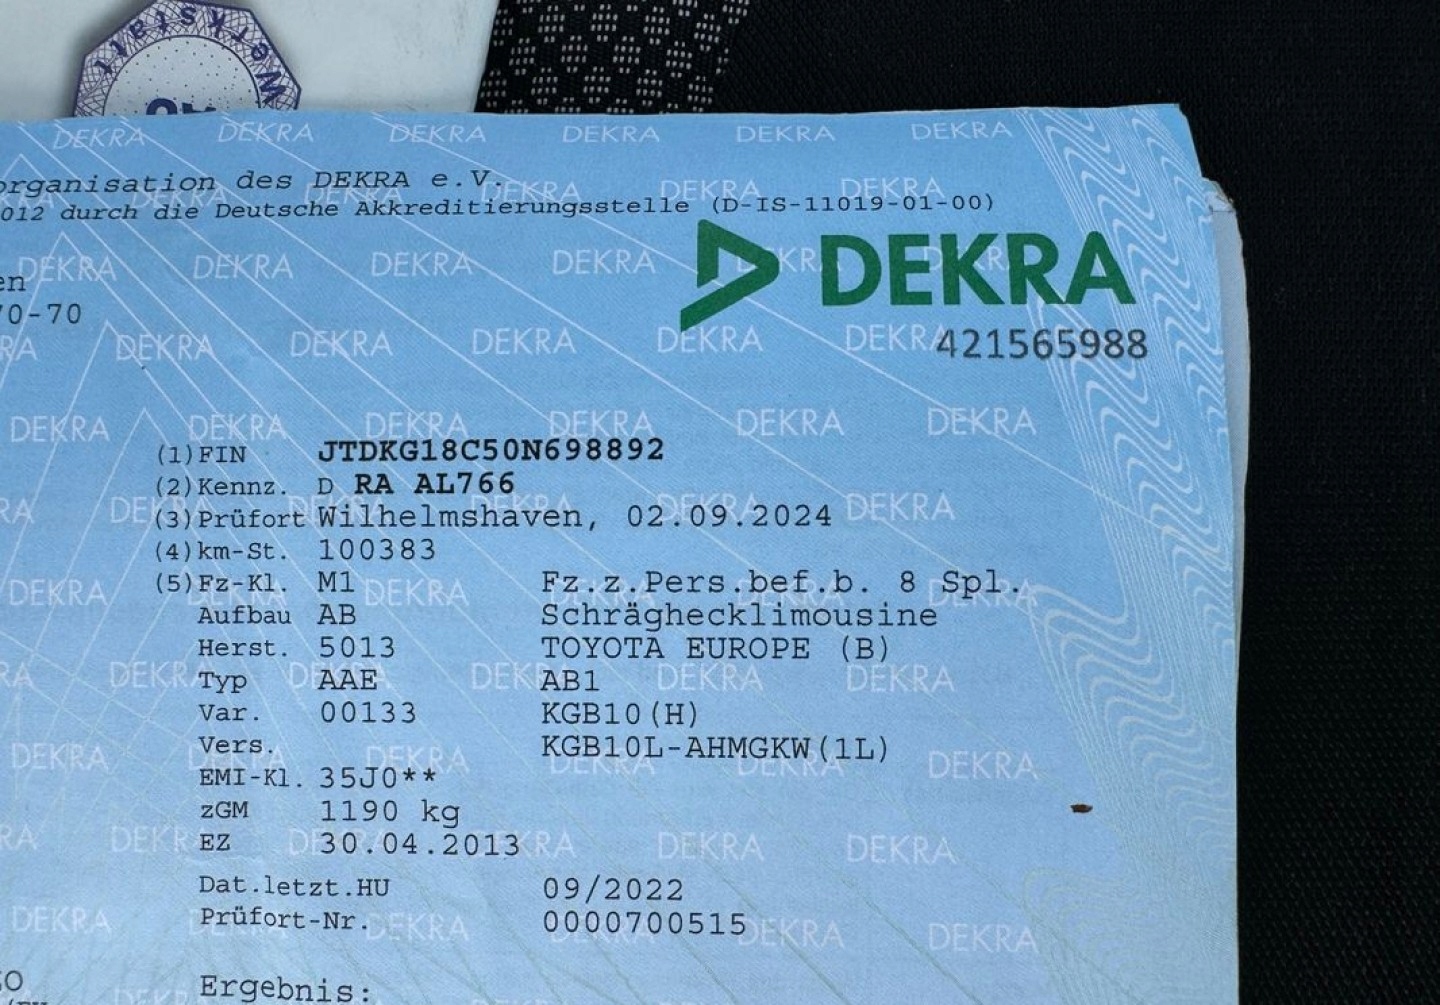 Werkstatt
organisation des DEKRA e.V.
012 durch die Deutsche Akkreditierungsstelle (D-IS-11019-01-00)
DEKRA
en
70-70
421565988
(1) FIN JTDKG18C50N698892
(2) Kennz. D RA AL766
(3) Prüfort Wilhelmshaven, 02.09.2024
(4) km-St. 100383
(5) Fz-Kl. M1 Fz.z.Pers.bef.b. 8 Spl.
Aufbau AB Schräghecklimousine
Herst. 5013 TOYOTA EUROPE (B)
Typ AAE AB1
Var. 00133 KGB10(H)
Vers. KGB10L-AHMGKW(1L)
EMI-Kl. 35J0**
zGM 1190 kg
EZ 30.04.2013
Dat.letzt.HU 09/2022
Prüfort-Nr. 0000700515
Ergebnis: